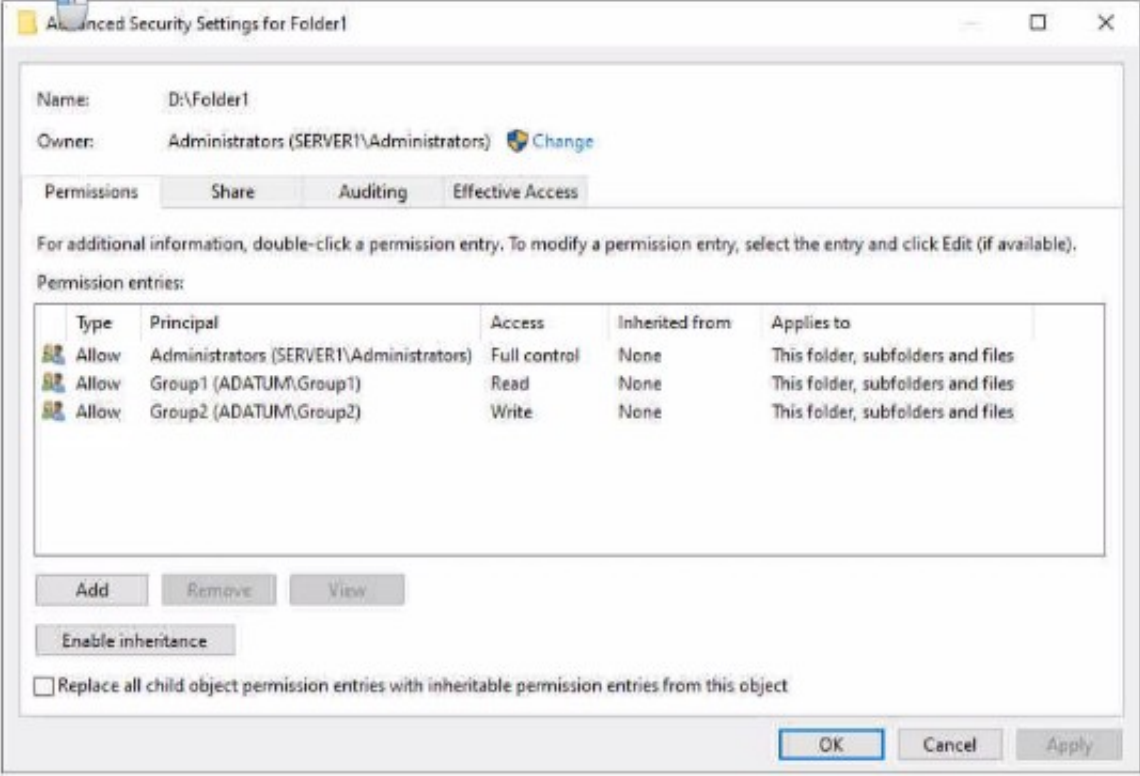 A anced Security Settings for Folder1
Name: D:\Folder1
Owner: Administrators (SERVER1\Administrators) Change
Permissions Share Auditing Effective Access
For additional information, double-click a permission entry. To modify a permission entry, select the entry and click Edit (if available).
Permission entries:
Type Principal Access Inherited from Applies to
Allow Administrators (SERVER1\Administrators) Full control None This folder, subfolders and files
Allow Group1 (ADATUM\Group1) Read None This folder, subfolders and files
Allow Group2 (ADATUM\Group2) Write None This folder, subfolders and files
Add Remove View
Enable inheritance
Replace all child object permission entries with inheritable permission entries from this object
OK Cancel Apply